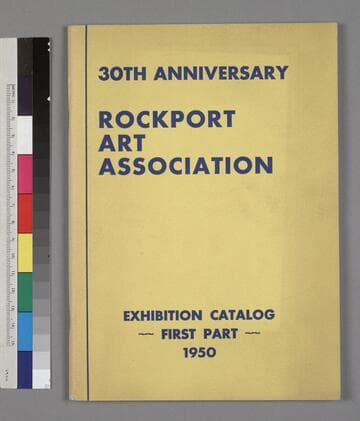 30TH ANNIVERSARY
ROCKPORT
ART
ASSOCIATION
EXHIBITION CATALOG
~ FIRST PART ~
1950